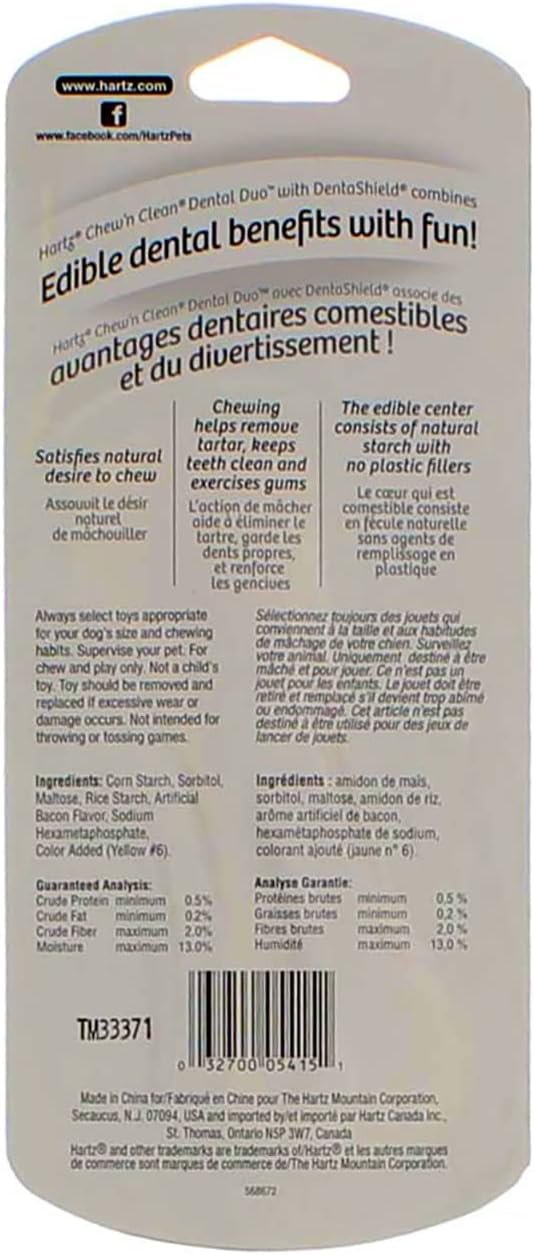 www.hartz.com
f
www.facebook.com/HartzPets
Hartz® Chew'n Clean® Dental Duo™ with DentaShield® combines
Edible dental benefits with fun!
Hartz® Chew'n Clean® Dental Duo™ avec DentaShield® associe des
avantages dentaires comestibles
et du divertissement !
Satisfies natural
desire to chew
Assouvit le désir
naturel
de mâchouiller
Chewing
helps remove
tartar, keeps
teeth clean and
exercises gums
L'action de mâcher
aide à éliminer le
tartre, garde les
dents propres,
et renforce
les gencives
The edible center
consists of natural
starch with
no plastic fillers
Le cœur qui est
comestible consiste
en fécule naturelle
sans agents de
remplissage en
plastique
Always select toys appropriate
for your dog's size and chewing
habits. Supervise your pet. For
chew and play only. Not a child's
toy. Toy should be removed and
replaced if excessive wear or
damage occurs. Not intended for
throwing or tossing games.
Sélectionnez toujours des jouets qui
conviennent à la taille et aux habitudes
de mâchage de votre chien. Surveillez
votre animal. Uniquement destiné à être
mâché et pour jouer. Ce n'est pas un
jouet pour les enfants. Le jouet doit être
retiré et remplacé s'il devient trop abîmé
ou endommagé. Cet article n'est pas
destiné à être utilisé pour des jeux de
lancer de jouets.
Ingredients: Corn Starch, Sorbitol,
Maltose, Rice Starch, Artificial
Bacon Flavor, Sodium
Hexametaphosphate,
Color Added (Yellow #6).
Ingrédients : amidon de maïs,
sorbitol, maltose, amidon de riz,
arôme artificiel de bacon,
hexamétaphosphate de sodium,
colorant ajouté (jaune n° 6).
Guaranteed Analysis:
Crude Protein minimum 0.5%
Crude Fat minimum 0.2%
Crude Fiber maximum 2.0%
Moisture maximum 13.0%
Analyse Garantie:
Protéines brutes minimum 0,5 %
Graisses brutes minimum 0,2 %
Fibres brutes maximum 2,0 %
Humidité maximum 13,0 %
TM33371
0 32700 05415 1
Made in China for/Fabriqué en Chine pour The Hartz Mountain Corporation,
Secaucus, N.J. 07094, USA and imported by/et importé par Hartz Canada Inc.,
St. Thomas, Ontario N5P 3W7, Canada
Hartz® and other trademarks are trademarks of/Hartz® et les autres marques
de commerce sont marques de commerce de/The Hartz Mountain Corporation.
568672